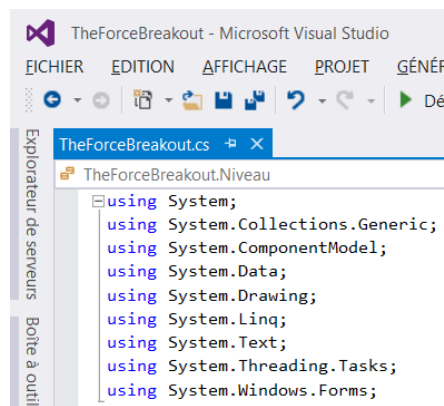 TheForceBreakout - Microsoft Visual Studio
FICHIER EDITION AFFICHAGE PROJET GÉNÉR
Dé
Explorateur de serveurs
Boîte à outil
TheForceBreakout.cs
TheForceBreakout.Niveau
using System;
using System.Collections.Generic;
using System.ComponentModel;
using System.Data;
using System.Drawing;
using System.Linq;
using System.Text;
using System.Threading.Tasks;
using System.Windows.Forms;